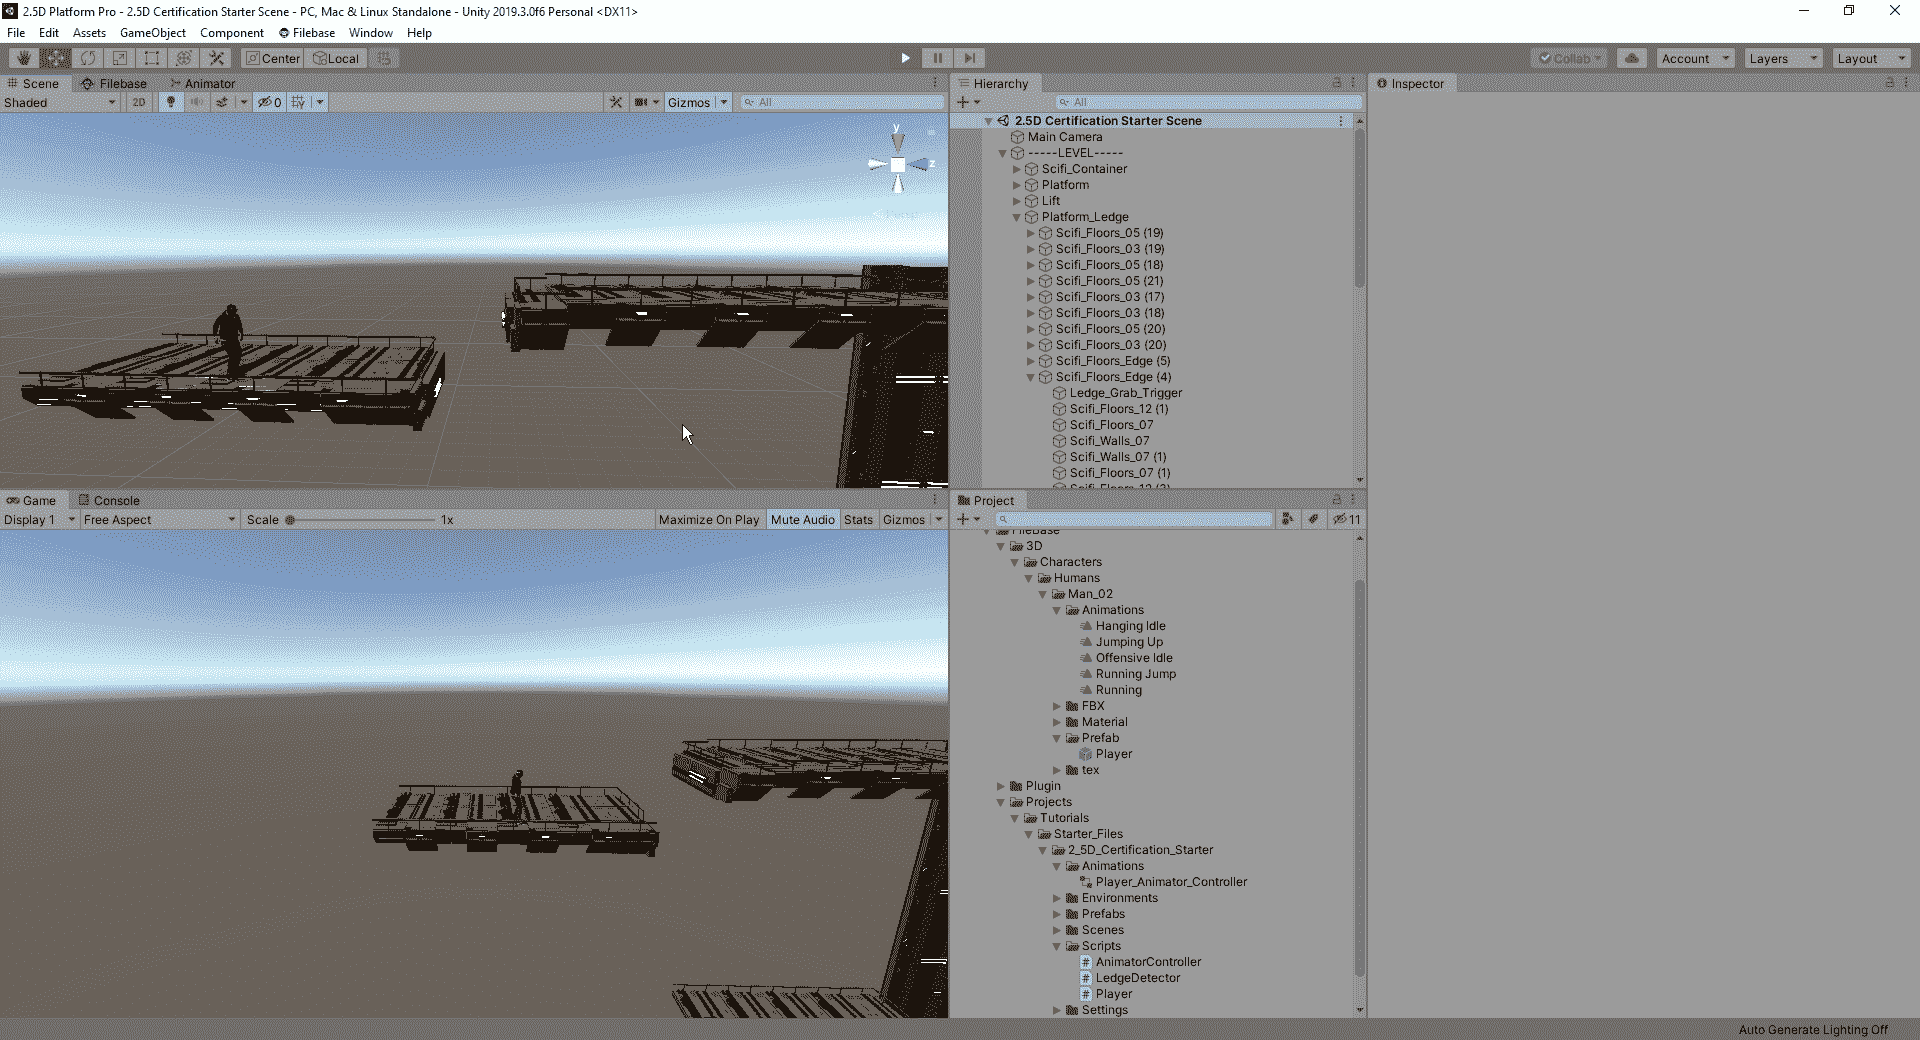 2.5D Platform Pro - 2.5D Certification Starter Scene - PC, Mac & Linux Standalone - Unity 2019.3.0f6 Personal <DX11>
File Edit Assets GameObject Component Filebase Window Help
Center Local Collab Account Layers Layout
Scene Filebase Animator
Shaded 2D 0 Gizmos All
y
z
Persp
Game Console
Display 1 Free Aspect Scale 1x Maximize On Play Mute Audio Stats Gizmos
Hierarchy
All
2.5D Certification Starter Scene
Main Camera
-----LEVEL-----
Scifi_Container
Platform
Lift
Platform_Ledge
Scifi_Floors_05 (19)
Scifi_Floors_03 (19)
Scifi_Floors_05 (18)
Scifi_Floors_05 (21)
Scifi_Floors_03 (17)
Scifi_Floors_03 (18)
Scifi_Floors_05 (20)
Scifi_Floors_03 (20)
Scifi_Floors_Edge (5)
Scifi_Floors_Edge (4)
Ledge_Grab_Trigger
Scifi_Floors_12 (1)
Scifi_Floors_07
Scifi_Walls_07
Scifi_Walls_07 (1)
Scifi_Floors_07 (1)
Project
11
Filebase
3D
Characters
Humans
Man_02
Animations
Hanging Idle
Jumping Up
Offensive Idle
Running Jump
Running
FBX
Material
Prefab
Player
tex
Plugin
Projects
Tutorials
Starter_Files
2_5D_Certification_Starter
Animations
Player_Animator_Controller
Environments
Prefabs
Scenes
Scripts
AnimatorController
LedgeDetector
Player
Settings
Inspector
Auto Generate Lighting Off